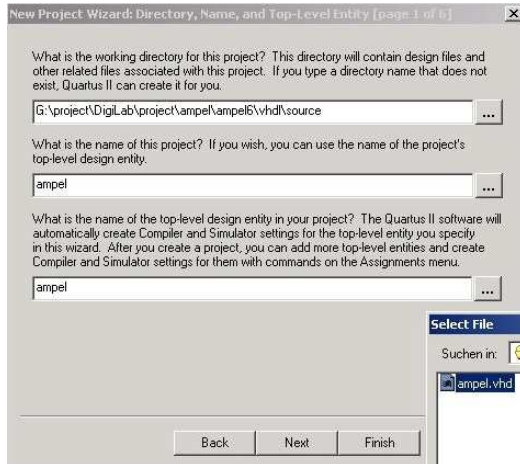 New Project Wizard: Directory, Name, and Top-Level Entity [page 1 of 6]
What is the working directory for this project? This directory will contain design files and
other related files associated with this project. If you type a directory name that does not
exist, Quartus II can create it for you.
G:\project\DigiLab\project\ampel\ampel6\vhdl\source
...
What is the name of this project? If you wish, you can use the name of the project's
top-level design entity.
ampel
...
What is the name of the top-level design entity in your project? The Quartus II software will
automatically create Compiler and Simulator settings for the top-level entity you specify
in this wizard. After you create a project, you can add more top-level entities and create
Compiler and Simulator settings for them with commands on the Assignments menu.
ampel
...
Select File
Suchen in:
ampel.vhd
Back
Next
Finish